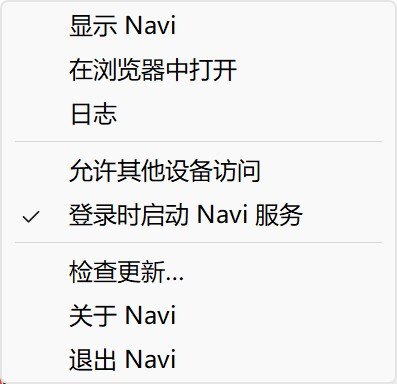 显示 Navi
在浏览器中打开
日志
允许其他设备访问
登录时启动 Navi 服务
检查更新...
关于 Navi
退出 Navi